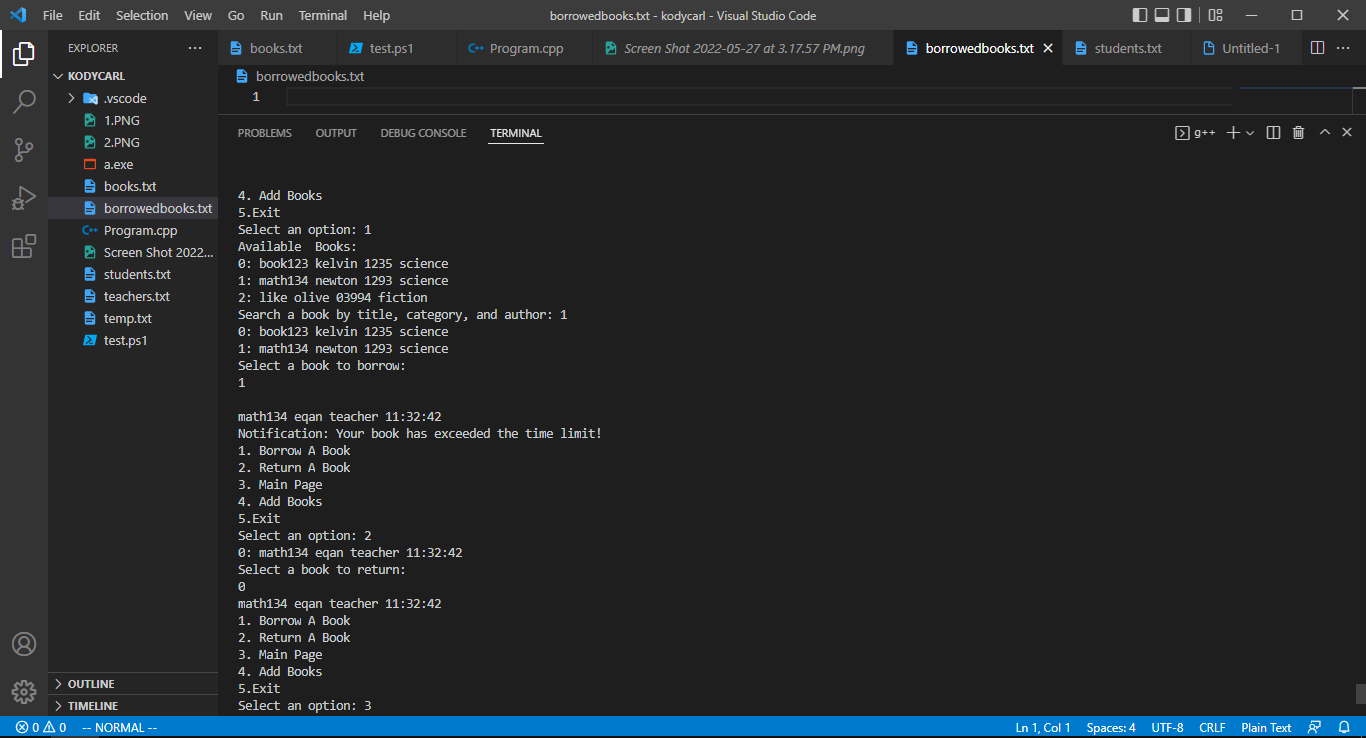 File Edit Selection View Go Run Terminal Help borrowedbooks.txt - kodycarl - Visual Studio Code
EXPLORER ...
books.txt test.ps1 Program.cpp Screen Shot 2022-05-27 at 3.17.57 PM.png borrowedbooks.txt students.txt Untitled-1 ...
KODYCARL
.vscode
1.PNG
2.PNG
a.exe
books.txt
borrowedbooks.txt
Program.cpp
Screen Shot 2022...
students.txt
teachers.txt
temp.txt
test.ps1
OUTLINE
TIMELINE
borrowedbooks.txt
1
PROBLEMS OUTPUT DEBUG CONSOLE TERMINAL g++
4. Add Books
5.Exit
Select an option: 1
Available  Books:
0: book123 kelvin 1235 science
1: math134 newton 1293 science
2: like olive 03994 fiction
Search a book by title, category, and author: 1
0: book123 kelvin 1235 science
1: math134 newton 1293 science
Select a book to borrow:
1
math134 eqan teacher 11:32:42
Notification: Your book has exceeded the time limit!
1. Borrow A Book
2. Return A Book
3. Main Page
4. Add Books
5.Exit
Select an option: 2
0: math134 eqan teacher 11:32:42
Select a book to return:
0
math134 eqan teacher 11:32:42
1. Borrow A Book
2. Return A Book
3. Main Page
4. Add Books
5.Exit
Select an option: 3
0 0 -- NORMAL -- Ln 1, Col 1 Spaces: 4 UTF-8 CRLF Plain Text